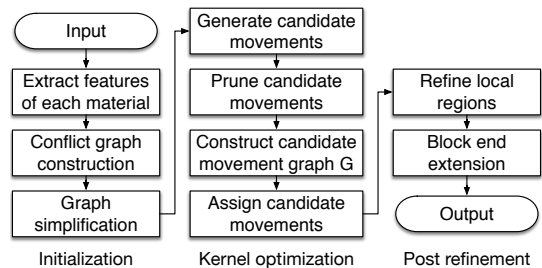 Input
Extract features
of each material
Conflict graph
construction
Graph
simplification
Initialization
Generate candidate
movements
Prune candidate
movements
Construct candidate
movement graph G
Assign candidate
movements
Kernel optimization
Refine local
regions
Block end
extension
Output
Post refinement